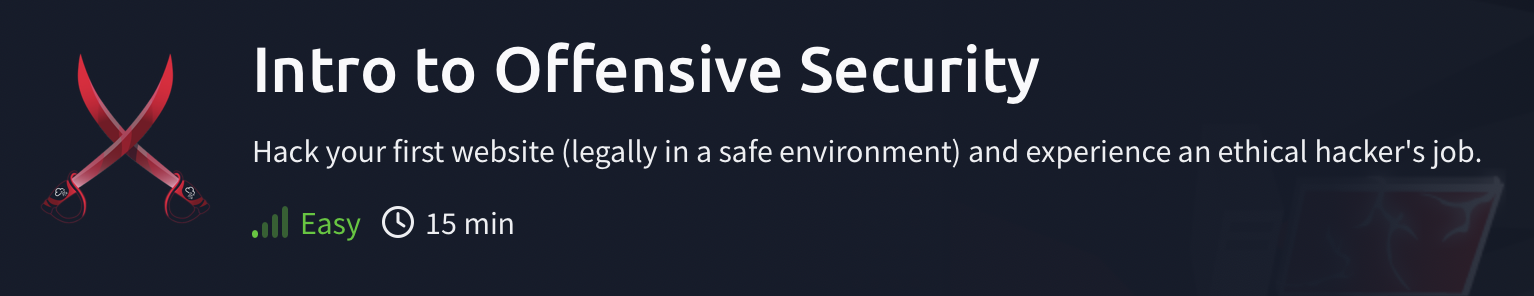 Intro to Offensive Security
Hack your first website (legally in a safe environment) and experience an ethical hacker's job.
Easy 15 min